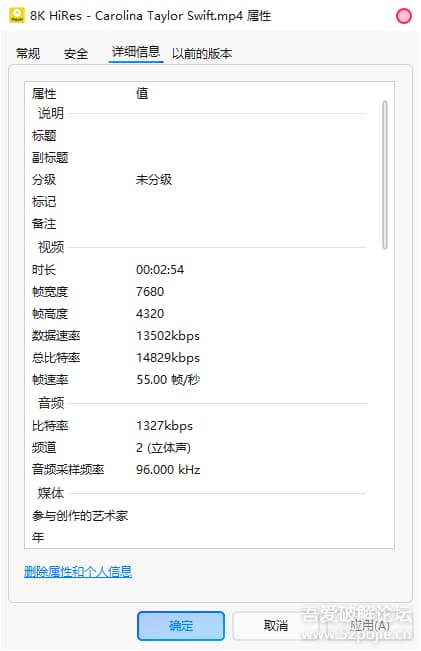 8K HiRes - Carolina Taylor Swift.mp4 属性
常规 安全 详细信息 以前的版本
属性 值
说明
标题
副标题
分级 未分级
标记
备注
视频
时长 00:02:54
帧宽度 7680
帧高度 4320
数据速率 13502kbps
总比特率 14829kbps
帧速率 55.00 帧/秒
音频
比特率 1327kbps
频道 2 (立体声)
音频采样频率 96.000 kHz
媒体
参与创作的艺术家
年
删除属性和个人信息
确定 取消 应用(A)
吾爱破解论坛
www.52pojie.cn